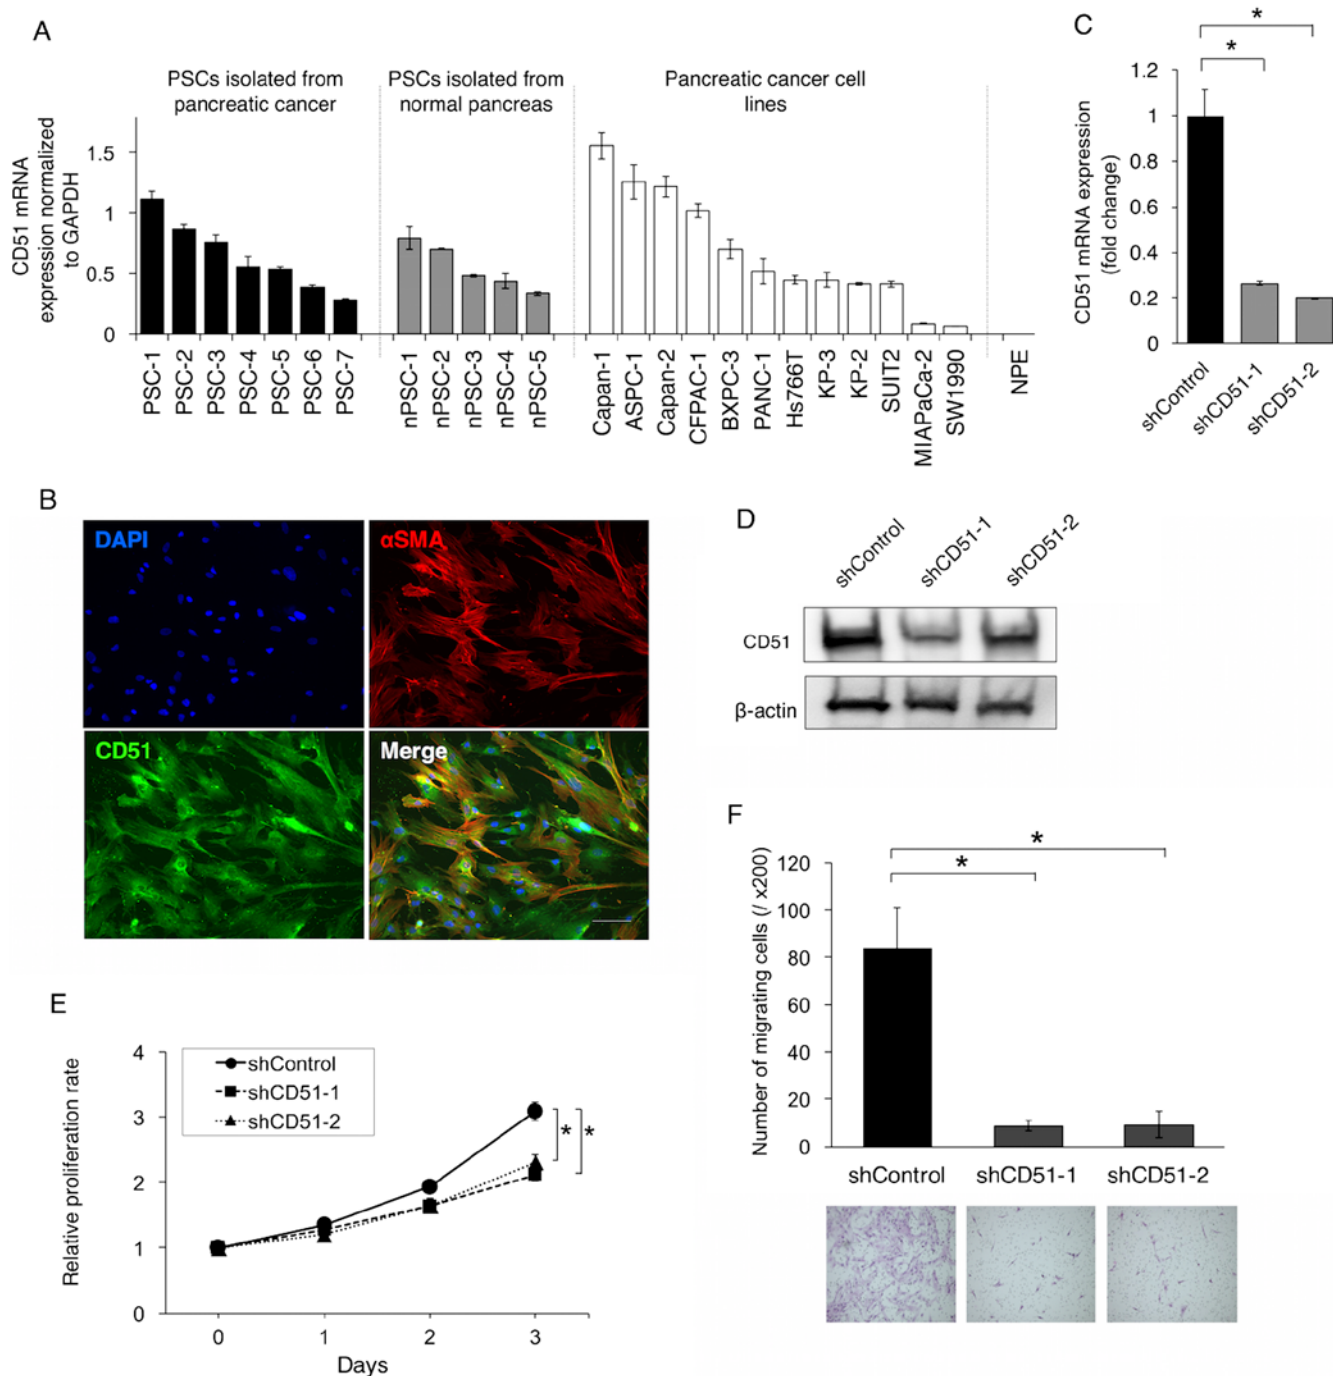 A
PSCs isolated from
pancreatic cancer
PSCs isolated from
normal pancreas
Pancreatic cancer cell
lines
CD51 mRNA
expression normalized
to GAPDH
1.5
1
0.5
0
PSC-1
PSC-2
PSC-3
PSC-4
PSC-5
PSC-6
PSC-7
nPSC-1
nPSC-2
nPSC-3
nPSC-4
nPSC-5
Capan-1
ASPC-1
Capan-2
CFPAC-1
BXPC-3
PANC-1
Hs766T
KP-3
KP-2
SUIT2
MIAPaCa-2
SW1990
NPE
C
*
*
CD51 mRNA expression
(fold change)
1.2
1
0.8
0.6
0.4
0.2
0
shControl
shCD51-1
shCD51-2
B
DAPI
αSMA
CD51
Merge
D
shControl
shCD51-1
shCD51-2
CD51
β-actin
E
Relative proliferation rate
4
3
2
1
0
shControl
shCD51-1
shCD51-2
*
*
0
1
2
3
Days
F
Number of migrating cells (/ x200)
120
100
80
60
40
20
0
*
*
shControl
shCD51-1
shCD51-2